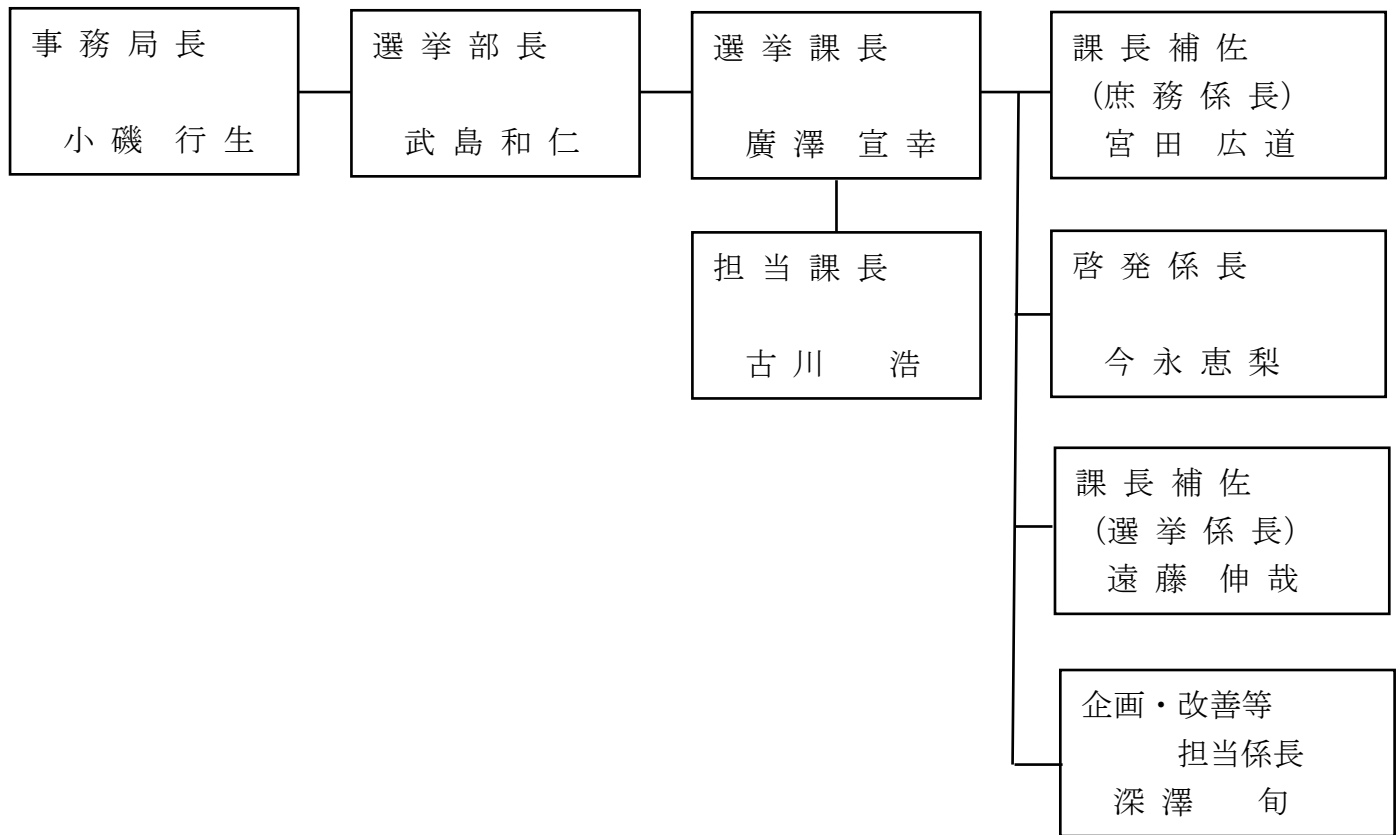 事務局長
小磯 行生
選挙部長
武島和仁
選挙課長
廣澤 宣幸
課長補佐
(庶務係長)
宮田 広道
担当課長
古川 浩
啓発係長
今永恵梨
課長補佐
(選挙係長)
遠藤 伸哉
企画・改善等
担当係長
深澤 旬